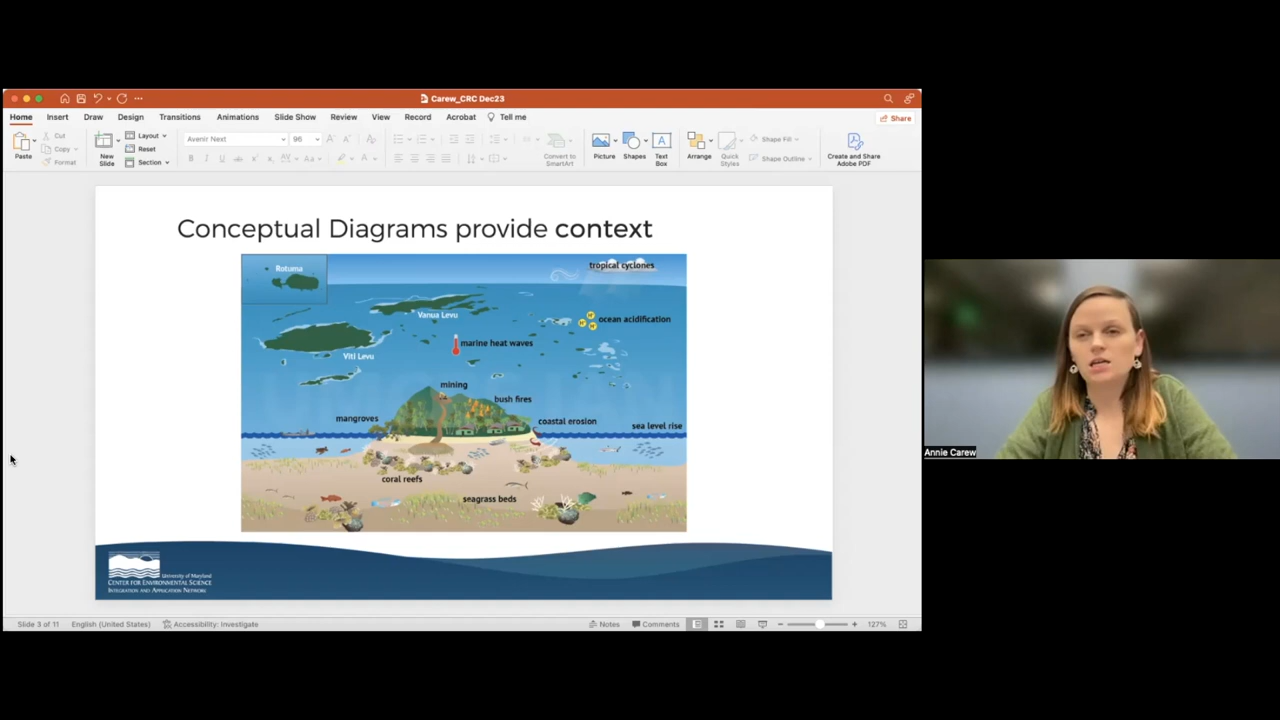 Carew_CRC Dec23
Home Insert Draw Design Transitions Animations Slide Show Review View Record Acrobat Tell me
Share
Paste
Cut
Copy
Format
New Slide
Layout
Reset
Section
Avenir Next
96
Convert to SmartArt
Picture
Shapes
Text Box
Arrange
Quick Styles
Shape Fill
Shape Outline
Create and Share Adobe PDF
Conceptual Diagrams provide context
Rotuma
tropical cyclones
Vanua Levu
ocean acidification
H+
H+
H+
marine heat waves
Viti Levu
mining
bush fires
mangroves
coastal erosion
sea level rise
coral reefs
seagrass beds
University of Maryland
CENTER FOR ENVIRONMENTAL SCIENCE
INTEGRATION AND APPLICATION NETWORK
Slide 3 of 11 English (United States) Accessibility: Investigate
Notes Comments 127%
Annie Carew